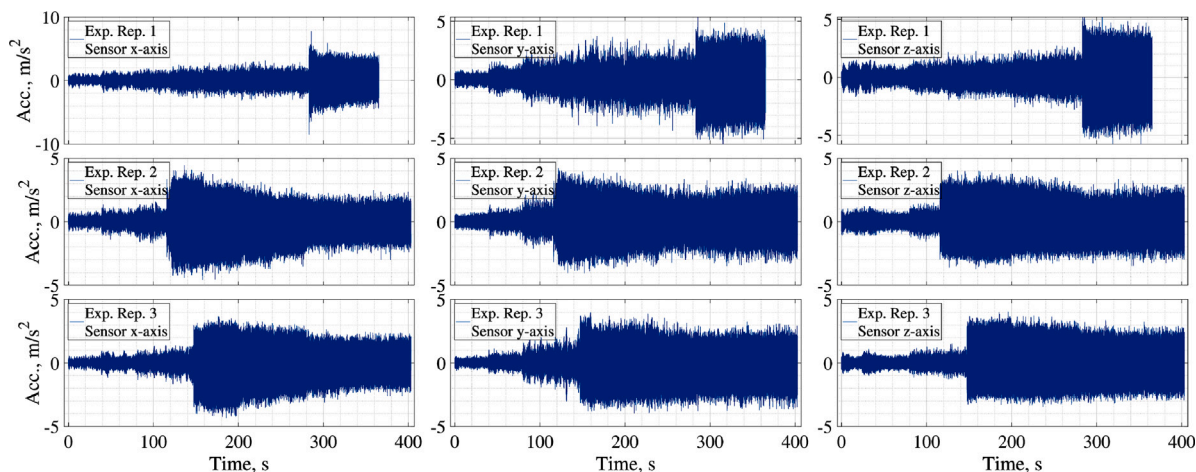 10
Acc., m/s2
0
-10
Exp. Rep. 1
Sensor x-axis
5
0
-5
Exp. Rep. 1
Sensor y-axis
5
0
-5
Exp. Rep. 1
Sensor z-axis
5
Acc., m/s2
0
-5
Exp. Rep. 2
Sensor x-axis
5
0
-5
Exp. Rep. 2
Sensor y-axis
5
0
-5
Exp. Rep. 2
Sensor z-axis
5
Acc., m/s2
0
-5
Exp. Rep. 3
Sensor x-axis
5
0
-5
Exp. Rep. 3
Sensor y-axis
5
0
-5
Exp. Rep. 3
Sensor z-axis
0 100 200 300 400
Time, s
0 100 200 300 400
Time, s
0 100 200 300 400
Time, s